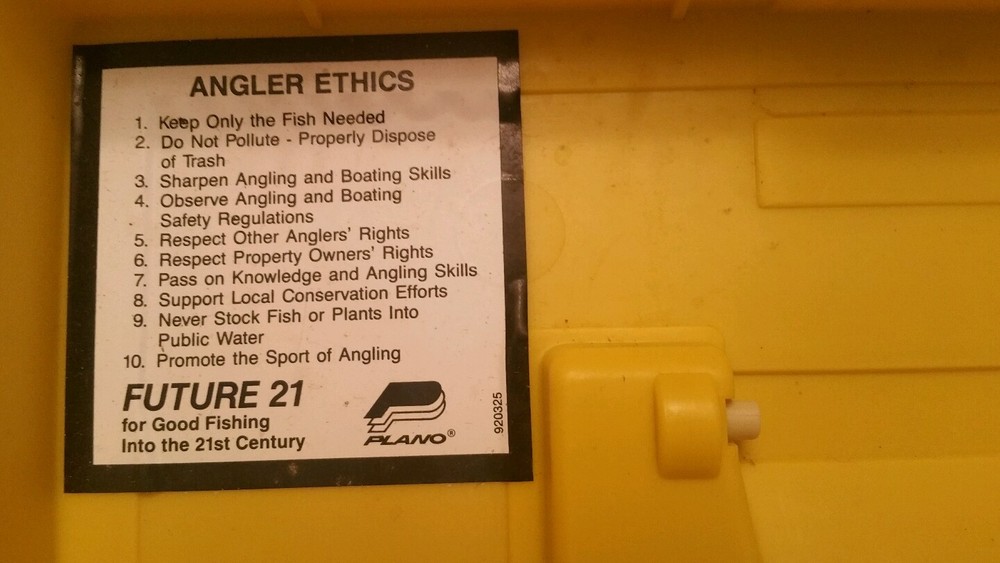 ANGLER ETHICS
1. Keep Only the Fish Needed
2. Do Not Pollute - Properly Dispose
of Trash
3. Sharpen Angling and Boating Skills
4. Observe Angling and Boating
Safety Regulations
5. Respect Other Anglers' Rights
6. Respect Property Owners' Rights
7. Pass on Knowledge and Angling Skills
8. Support Local Conservation Efforts
9. Never Stock Fish or Plants Into
Public Water
10. Promote the Sport of Angling
FUTURE 21
for Good Fishing
Into the 21st Century
PLANO®
920325